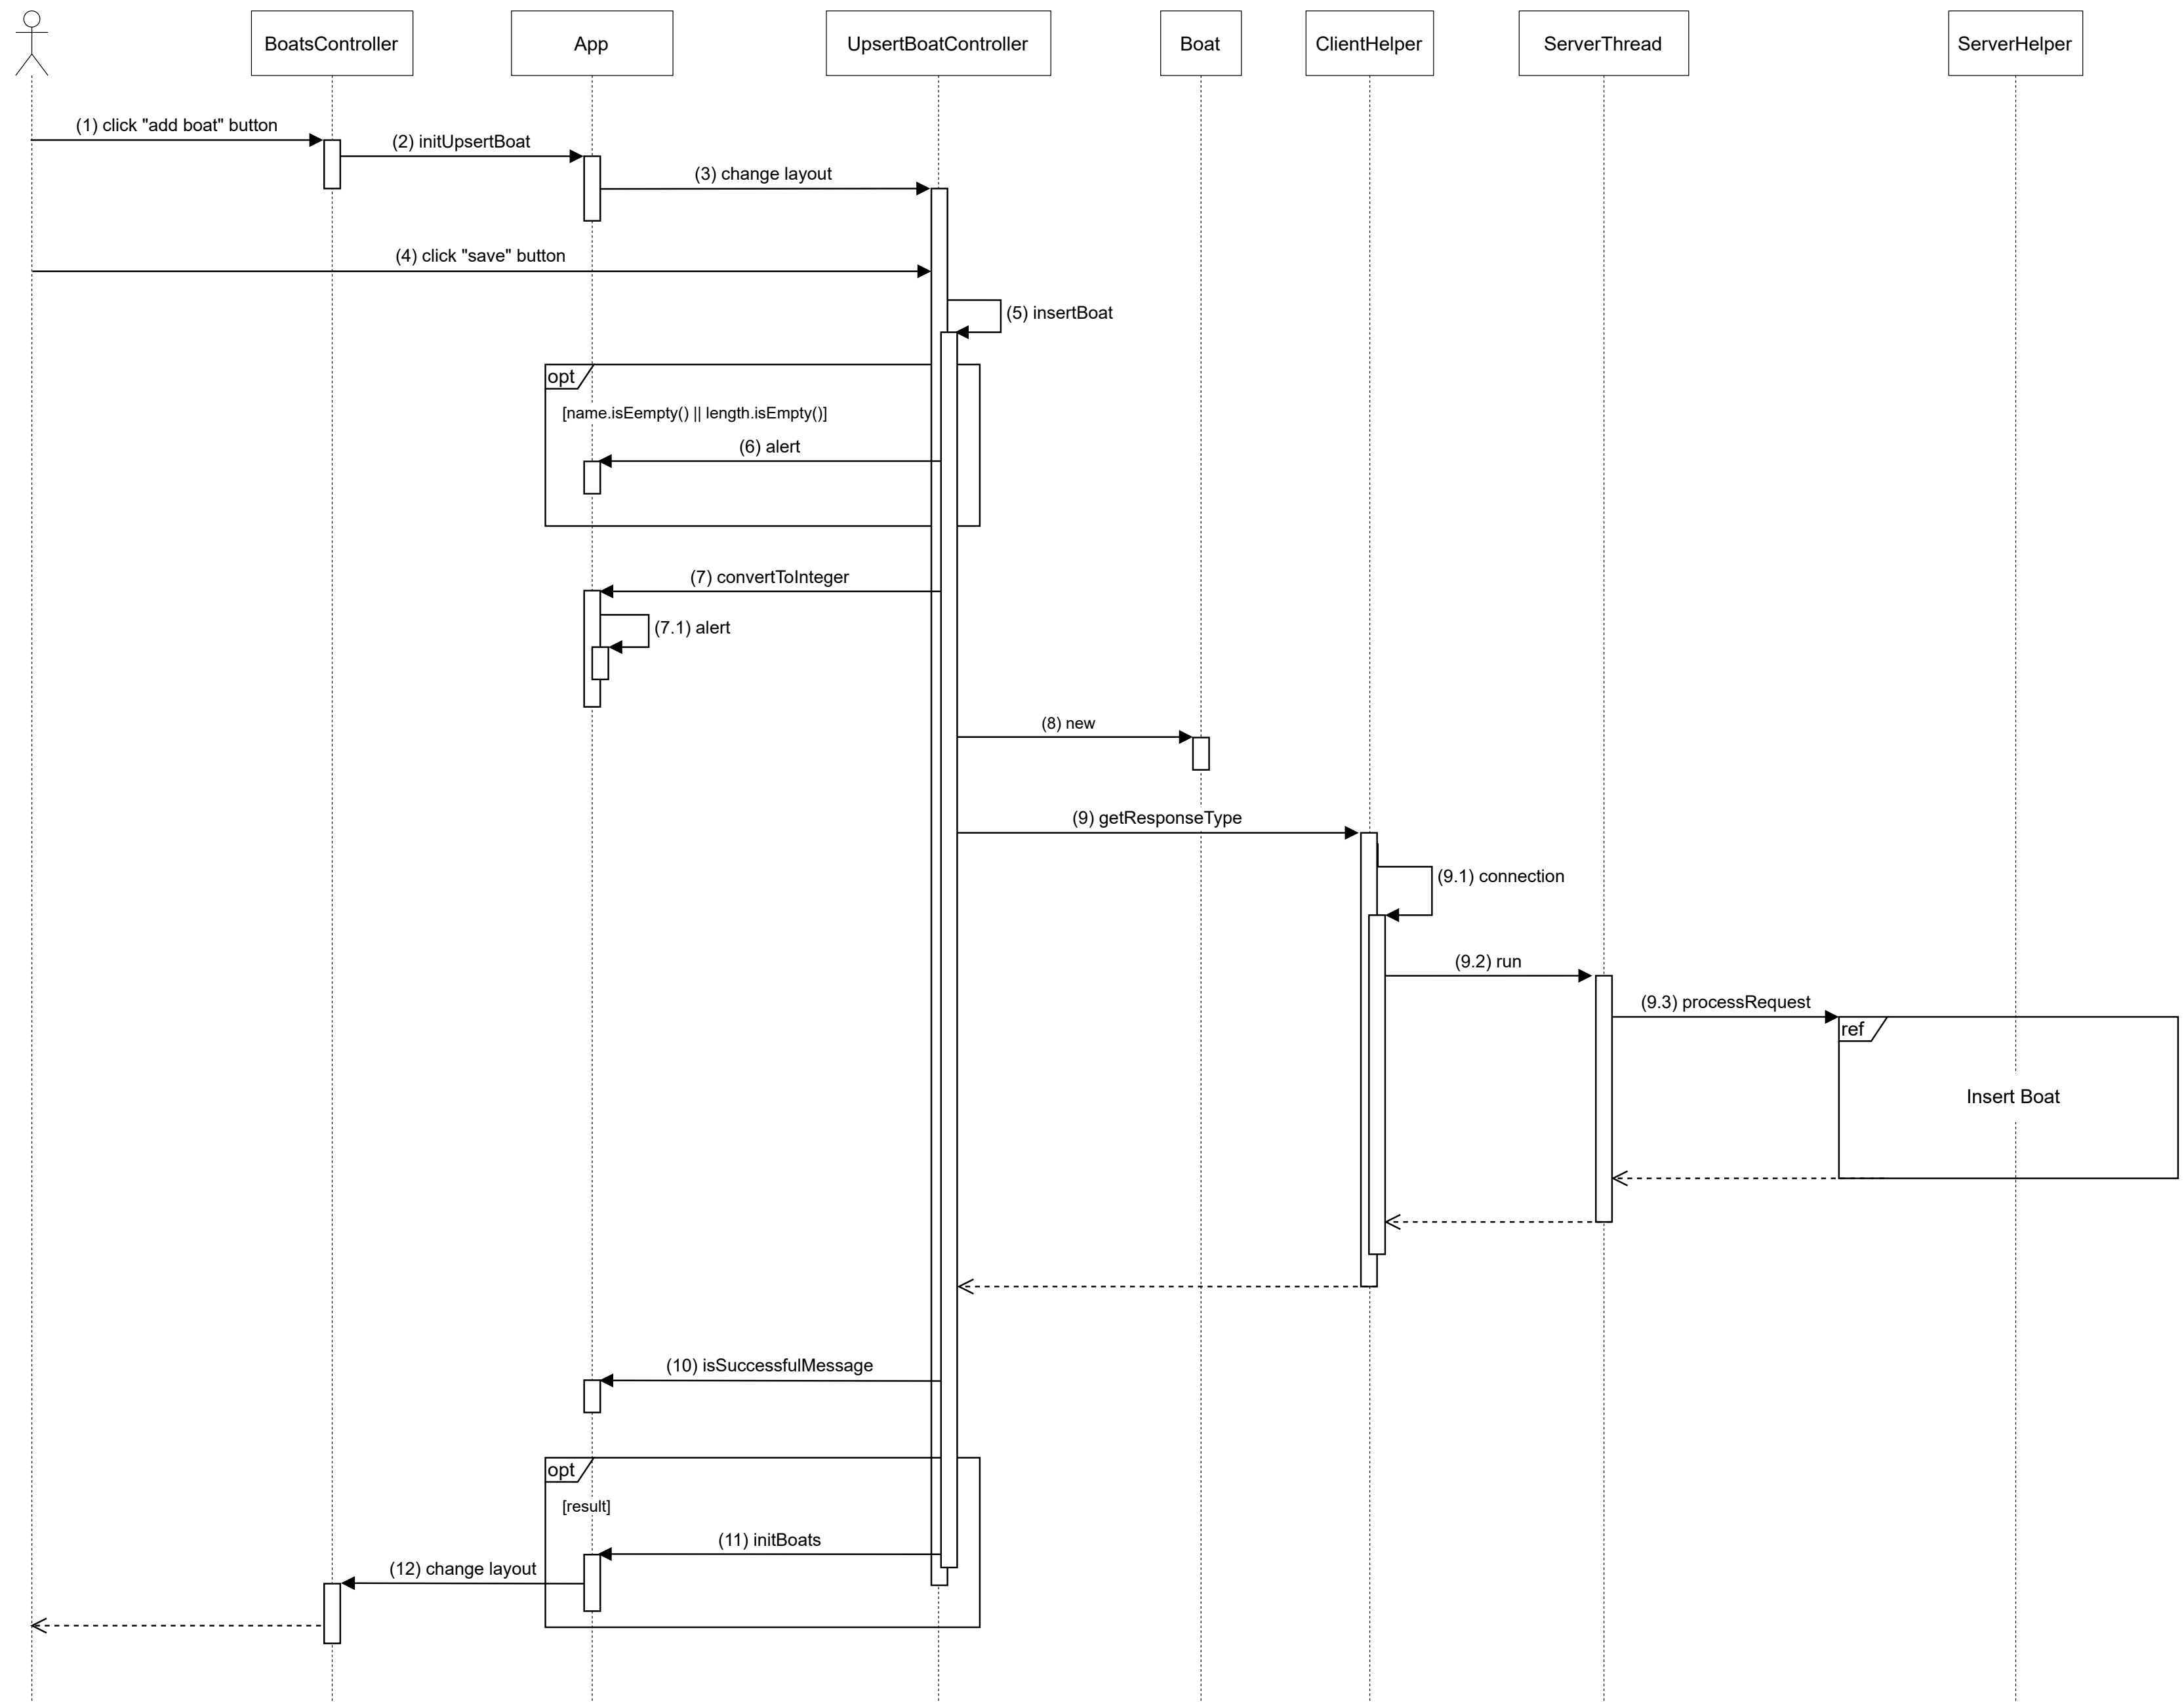 BoatsController
App
UpsertBoatController
Boat
ClientHelper
ServerThread
ServerHelper
(1) click "add boat" button
(2) initUpsertBoat
(3) change layout
(4) click "save" button
(5) insertBoat
opt
[name.isEempty() || length.isEmpty()]
(6) alert
(7) convertToInteger
(7.1) alert
(8) new
(9) getResponseType
(9.1) connection
(9.2) run
(9.3) processRequest
ref
Insert Boat
(10) isSuccessfulMessage
opt
[result]
(11) initBoats
(12) change layout